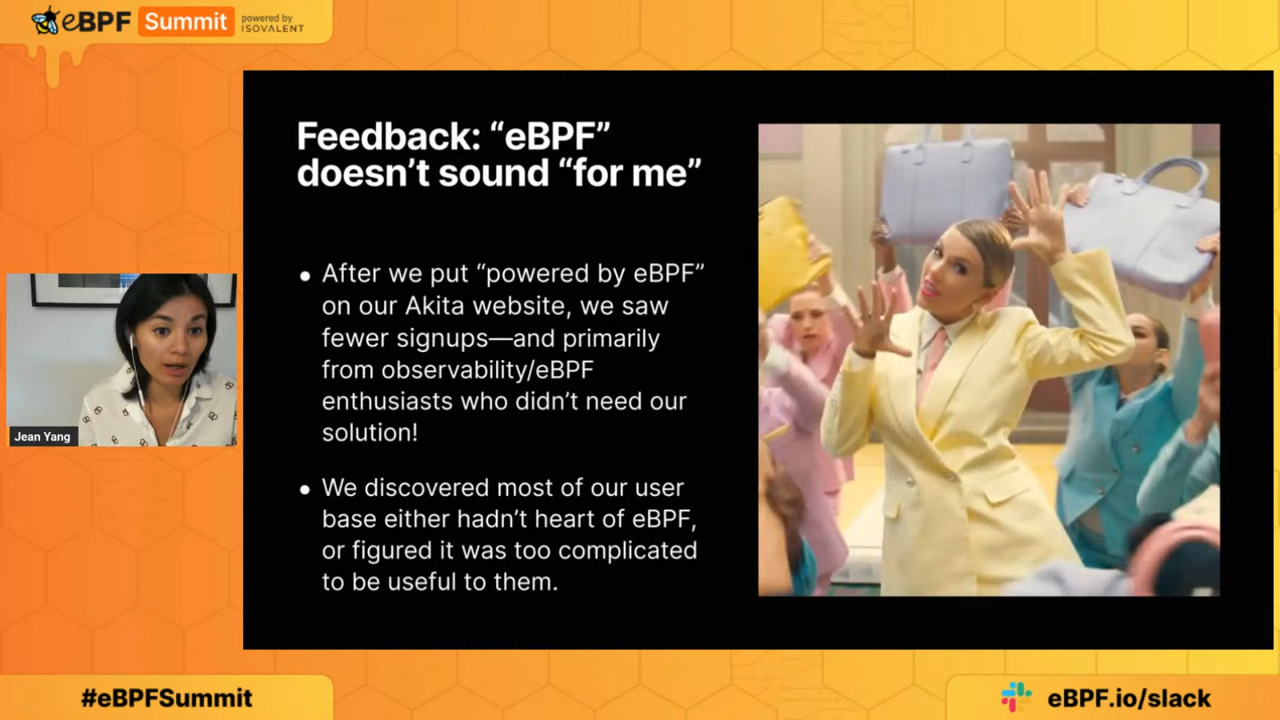 eBPF Summit powered by
ISOVALENT
Feedback: “eBPF”
doesn’t sound “for me”
• After we put “powered by eBPF”
on our Akita website, we saw
fewer signups—and primarily
from observability/eBPF
enthusiasts who didn’t need our
solution!
• We discovered most of our user
base either hadn’t heart of eBPF,
or figured it was too complicated
to be useful to them.
Jean Yang
#eBPFSummit
eBPF.io/slack